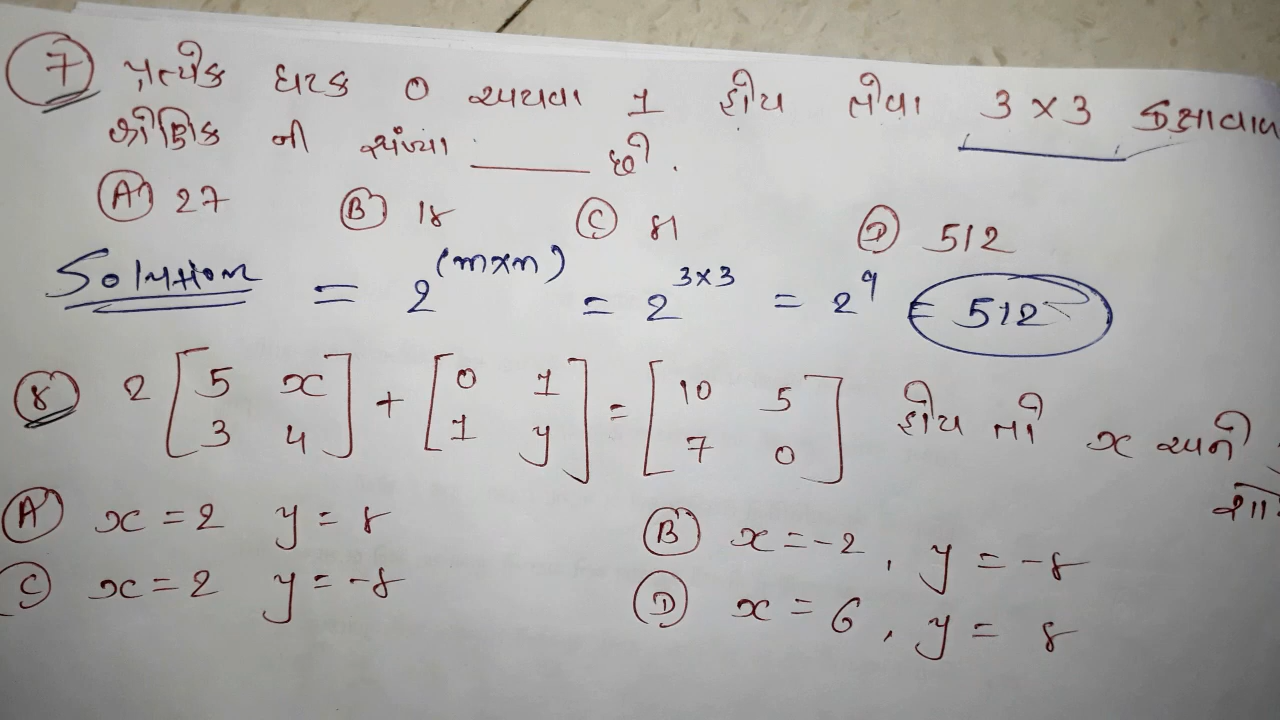 7 પ્રત્યેક ઘટક 0 અથવા 1 હોય તેવા 3 × 3 કક્ષાવાળ
શ્રેણિક ની સંખ્યા ______ છે.
(A) 27 (B) 18 (C) 81 (D) 512
Solution = 2^(m×n) = 2^3×3 = 2^9 = 512
8 2 [5 x; 3 4] + [0 1; 1 y] = [10 5; 7 0] હોય તો x અને
(A) x = 2 y = 8 (B) x = -2, y = -8
(C) x = 2 y = -8 (D) x = 6, y = 8